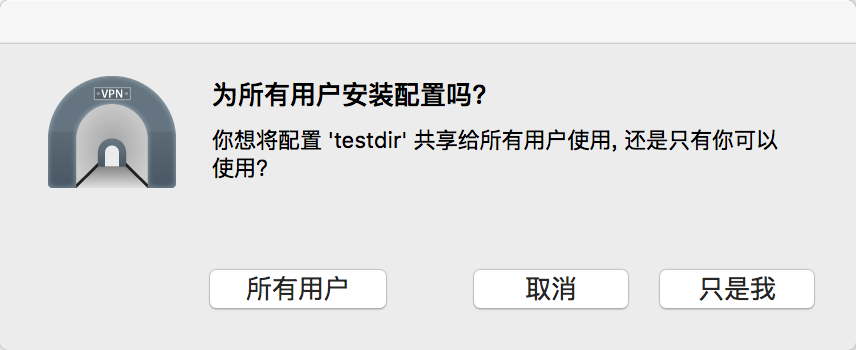 VPN
为所有用户安装配置吗?
你想将配置 'testdir' 共享给所有用户使用, 还是只有你可以
使用?
所有用户 取消 只是我